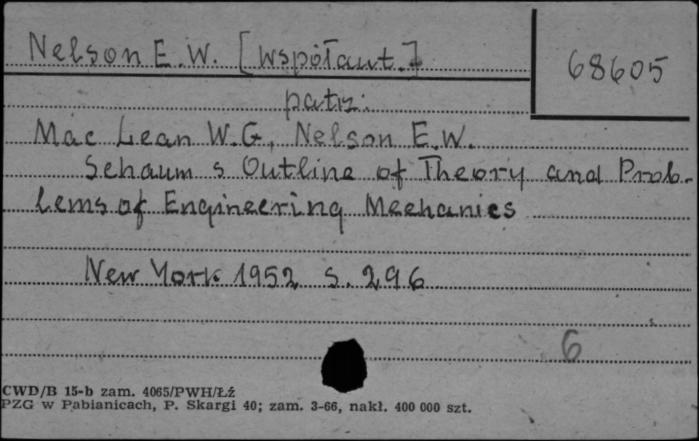 Nelson E.W. [Współaut.]
68605
patrz:
Mac Lean W.G., Nelson E.W.
Schaum s Outline of Theory and Prob-
lems of Engineering Mechanics
New York 1952 s. 296
6
CWD/B 15-b zam. 4065/PWH/Łź
PZG w Pabianicach, P. Skargi 40; zam. 3-66, nakł. 400 000 szt.